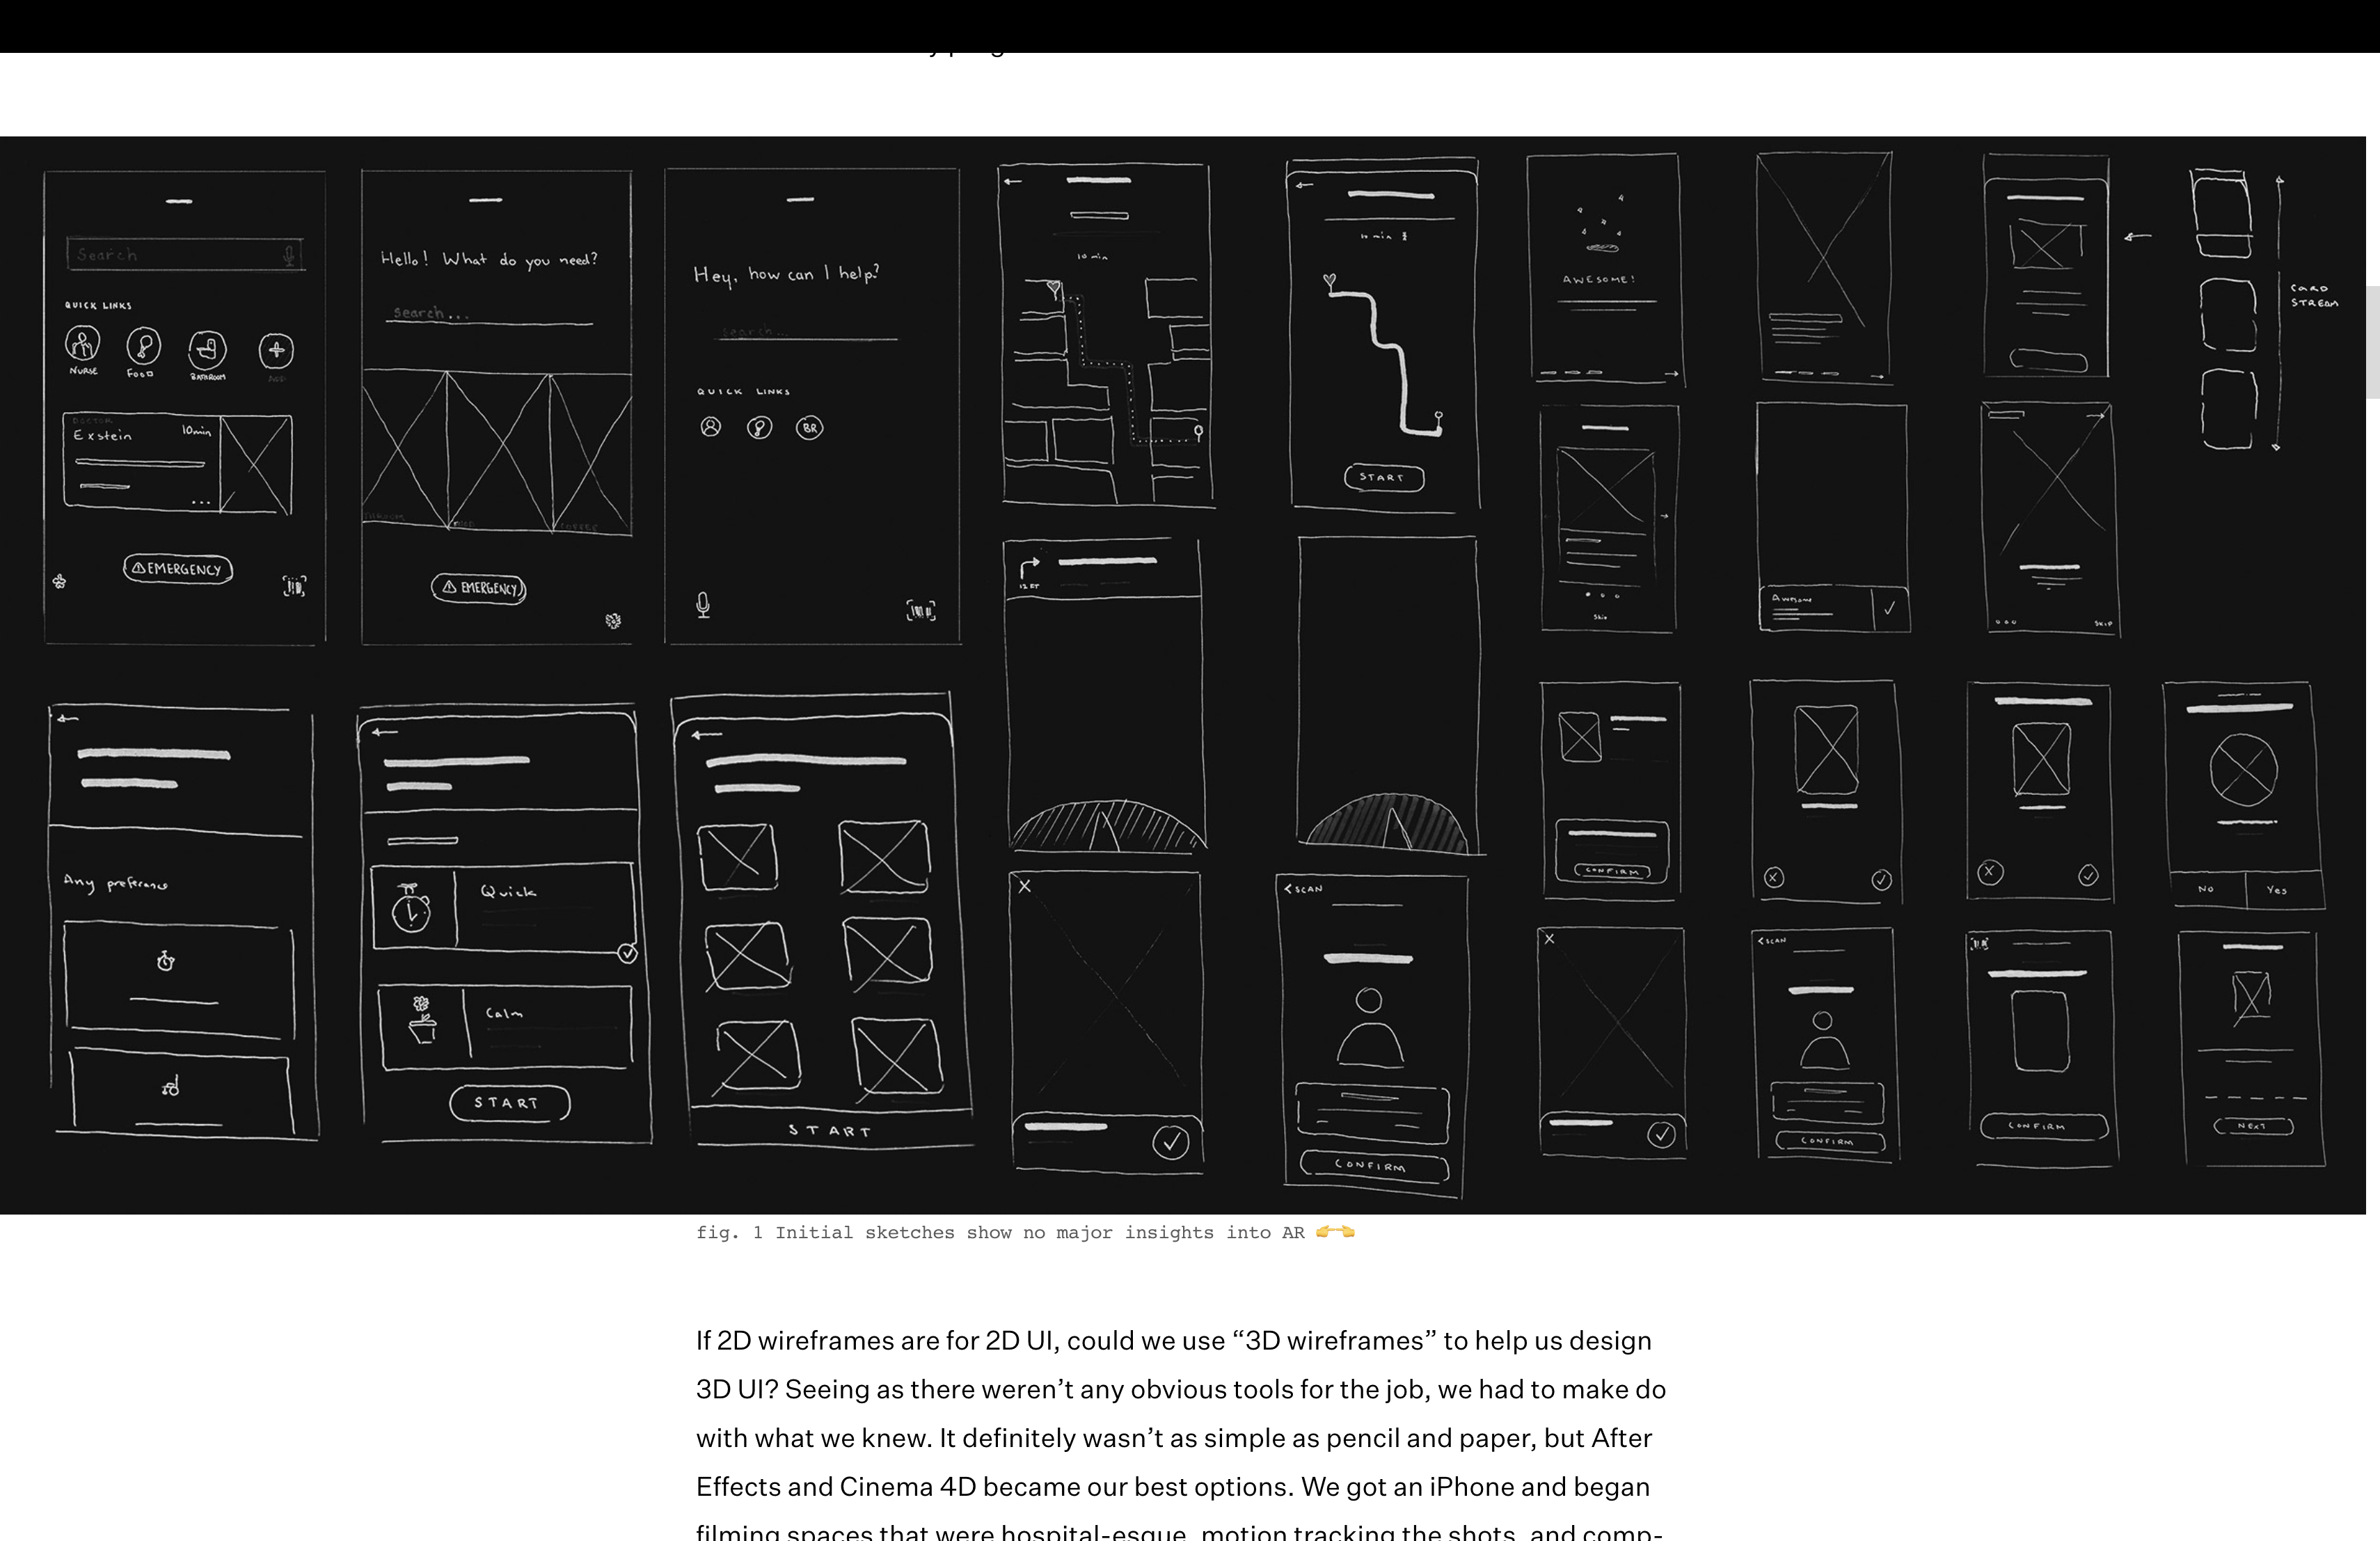 Search
QUICK LINKS
NURSE
FOOD
BATHROOM
ADD
DOCTOR
Exstein
10min
...
EMERGENCY
Hello! What do you need?
search...
COFFEE
EMERGENCY
Hey, how can I help?
search...
QUICK LINKS
BR
10 min
10 min
START
AWESOME!
CARD
STREAM
12 FT
Skip
Awesome
SKIP
Any preference
Quick
Calm
START
START
X
<SCAN
CONFIRM
CONFIRM
No
Yes
X
<SCAN
CONFIRM
CONFIRM
NEXT
fig. 1 Initial sketches show no major insights into AR 👉👈
If 2D wireframes are for 2D UI, could we use “3D wireframes” to help us design
3D UI? Seeing as there weren’t any obvious tools for the job, we had to make do
with what we knew. It definitely wasn’t as simple as pencil and paper, but After
Effects and Cinema 4D became our best options. We got an iPhone and began
filming spaces that were hospital-esque, motion tracking the shots, and comp-